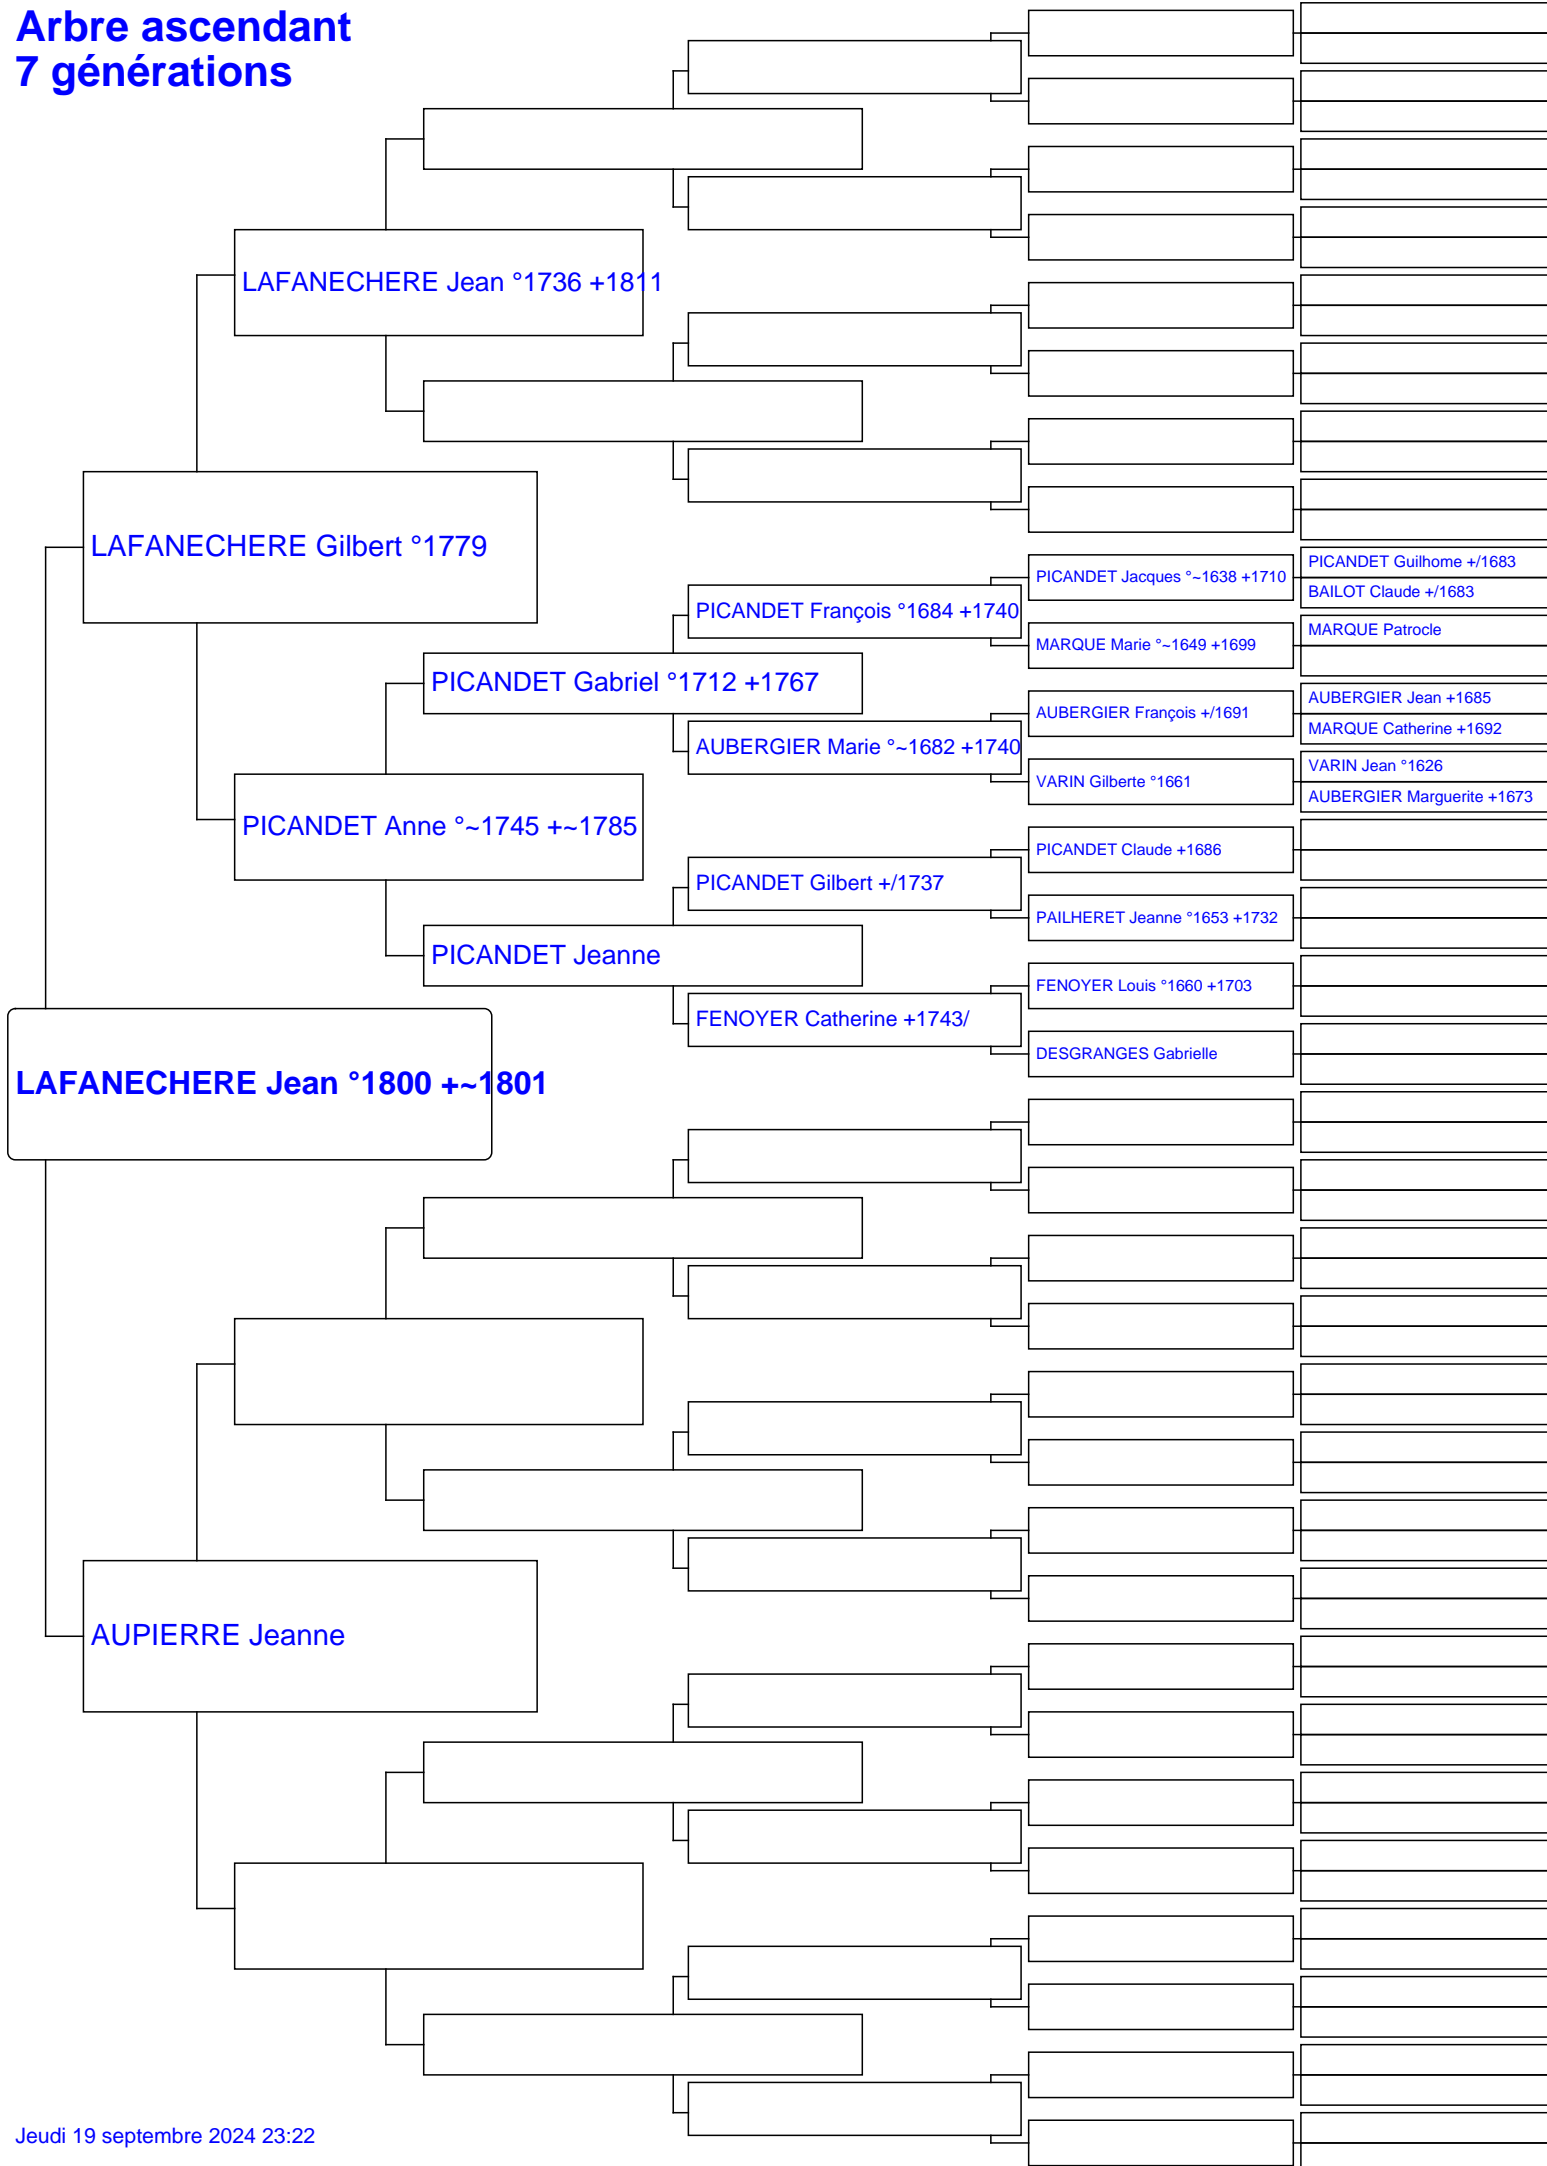 Arbre ascendant
7 générations
LAFANECHERE Jean °1736 +1811
LAFANECHERE Gilbert °1779
PICANDET Guilhome +/1683
PICANDET Jacques °~1638 +1710
BAILOT Claude +/1683
PICANDET François °1684 +1740
MARQUE Patrocle
MARQUE Marie °~1649 +1699
PICANDET Gabriel °1712 +1767
AUBERGIER Jean +1685
AUBERGIER François +/1691
MARQUE Catherine +1692
AUBERGIER Marie °~1682 +1740
VARIN Jean °1626
VARIN Gilberte °1661
AUBERGIER Marguerite +1673
PICANDET Anne °~1745 +~1785
PICANDET Claude +1686
PICANDET Gilbert +/1737
PAILHERET Jeanne °1653 +1732
PICANDET Jeanne
FENOYER Louis °1660 +1703
FENOYER Catherine +1743/
DESGRANGES Gabrielle
LAFANECHERE Jean °1800 +~1801
AUPIERRE Jeanne
Jeudi 19 septembre 2024 23:22